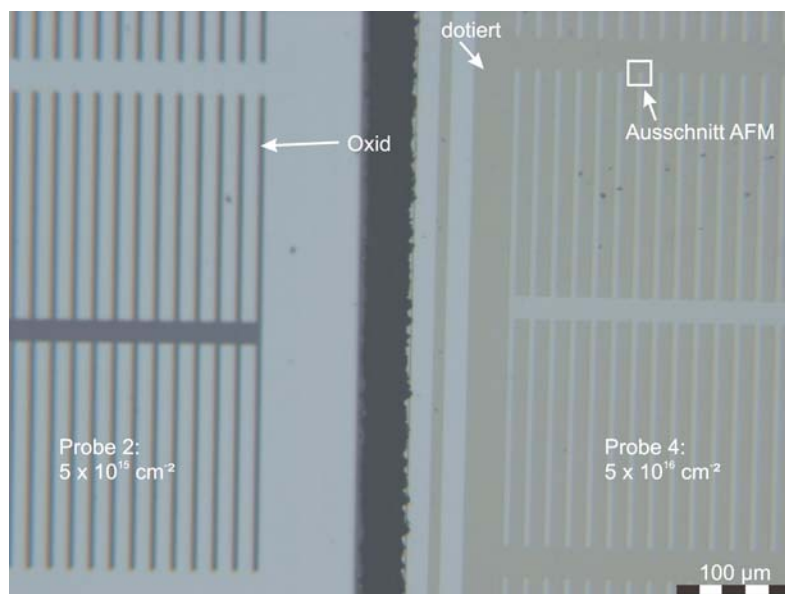 dotiert
Ausschnitt AFM
Oxid
Probe 2:
5 x 10¹⁵ cm⁻²
Probe 4:
5 x 10¹⁶ cm⁻²
100 µm